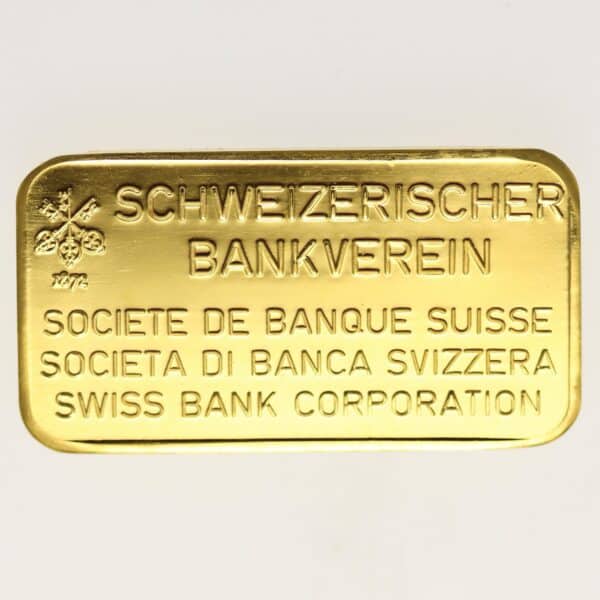 SCHWEIZERISCHER
BANKVEREIN
1872
SOCIETE DE BANQUE SUISSE
SOCIETA DI BANCA SVIZZERA
SWISS BANK CORPORATION